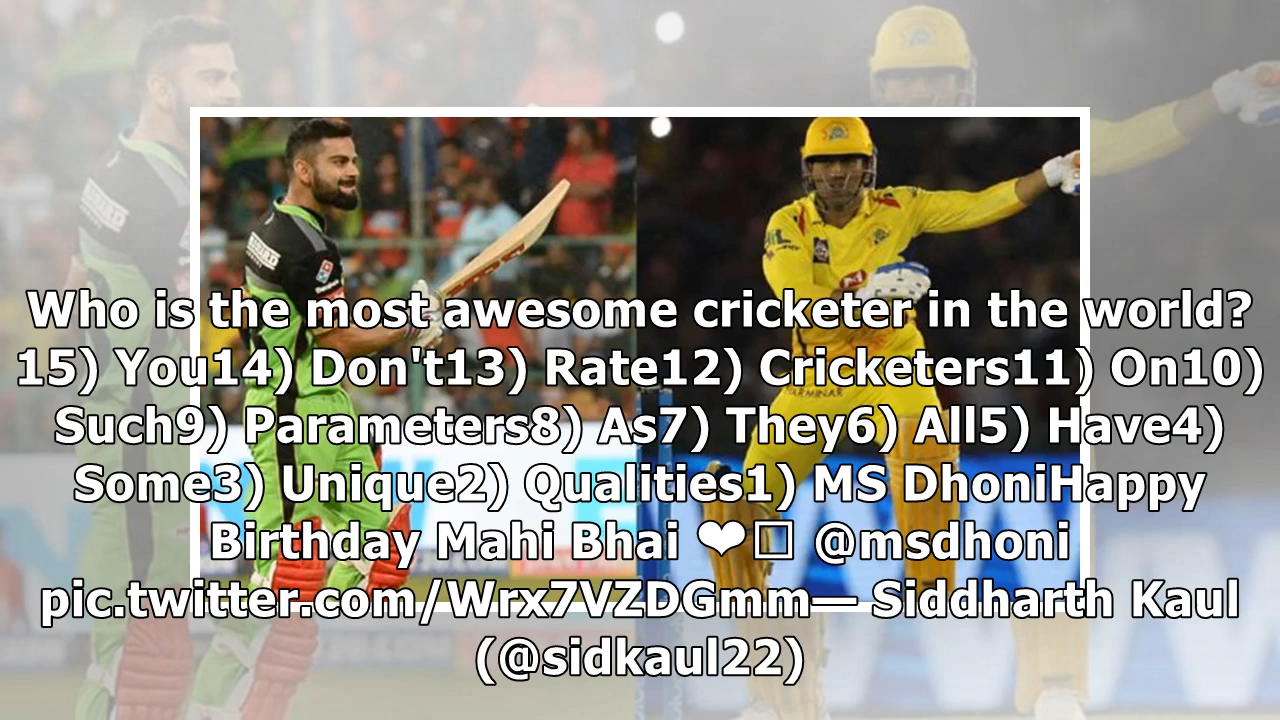 Who is the most awesome cricketer in the world?
15) You14) Don't13) Rate12) Cricketers11) On10)
Such9) Parameters8) As7) They6) All5) Have4)
Some3) Unique2) Qualities1) MS DhoniHappy
Birthday Mahi Bhai ❤□ @msdhoni
pic.twitter.com/Wrx7VZDGmm— Siddharth Kaul
(@sidkaul22)